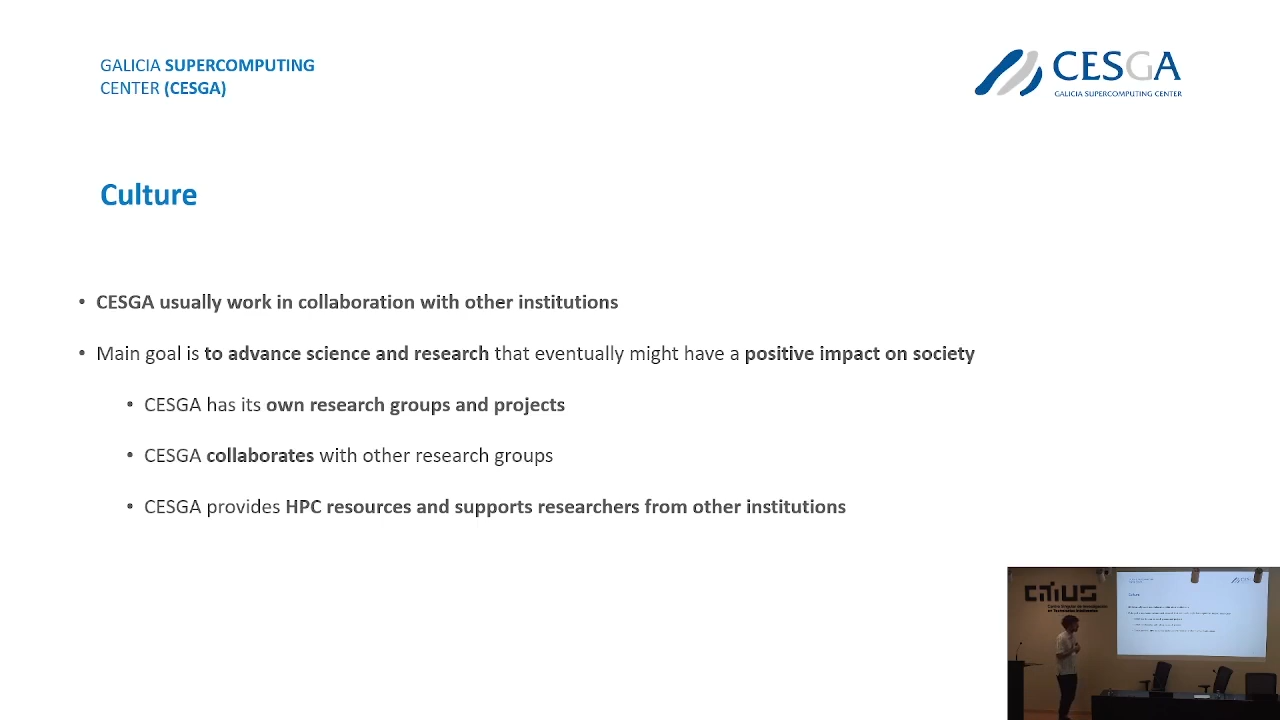 GALICIA SUPERCOMPUTING
CENTER (CESGA)
CESGA
GALICIA SUPERCOMPUTING CENTER
Culture
• CESGA usually work in collaboration with other institutions
• Main goal is to advance science and research that eventually might have a positive impact on society
• CESGA has its own research groups and projects
• CESGA collaborates with other research groups
• CESGA provides HPC resources and supports researchers from other institutions
CiTIUS
Culture